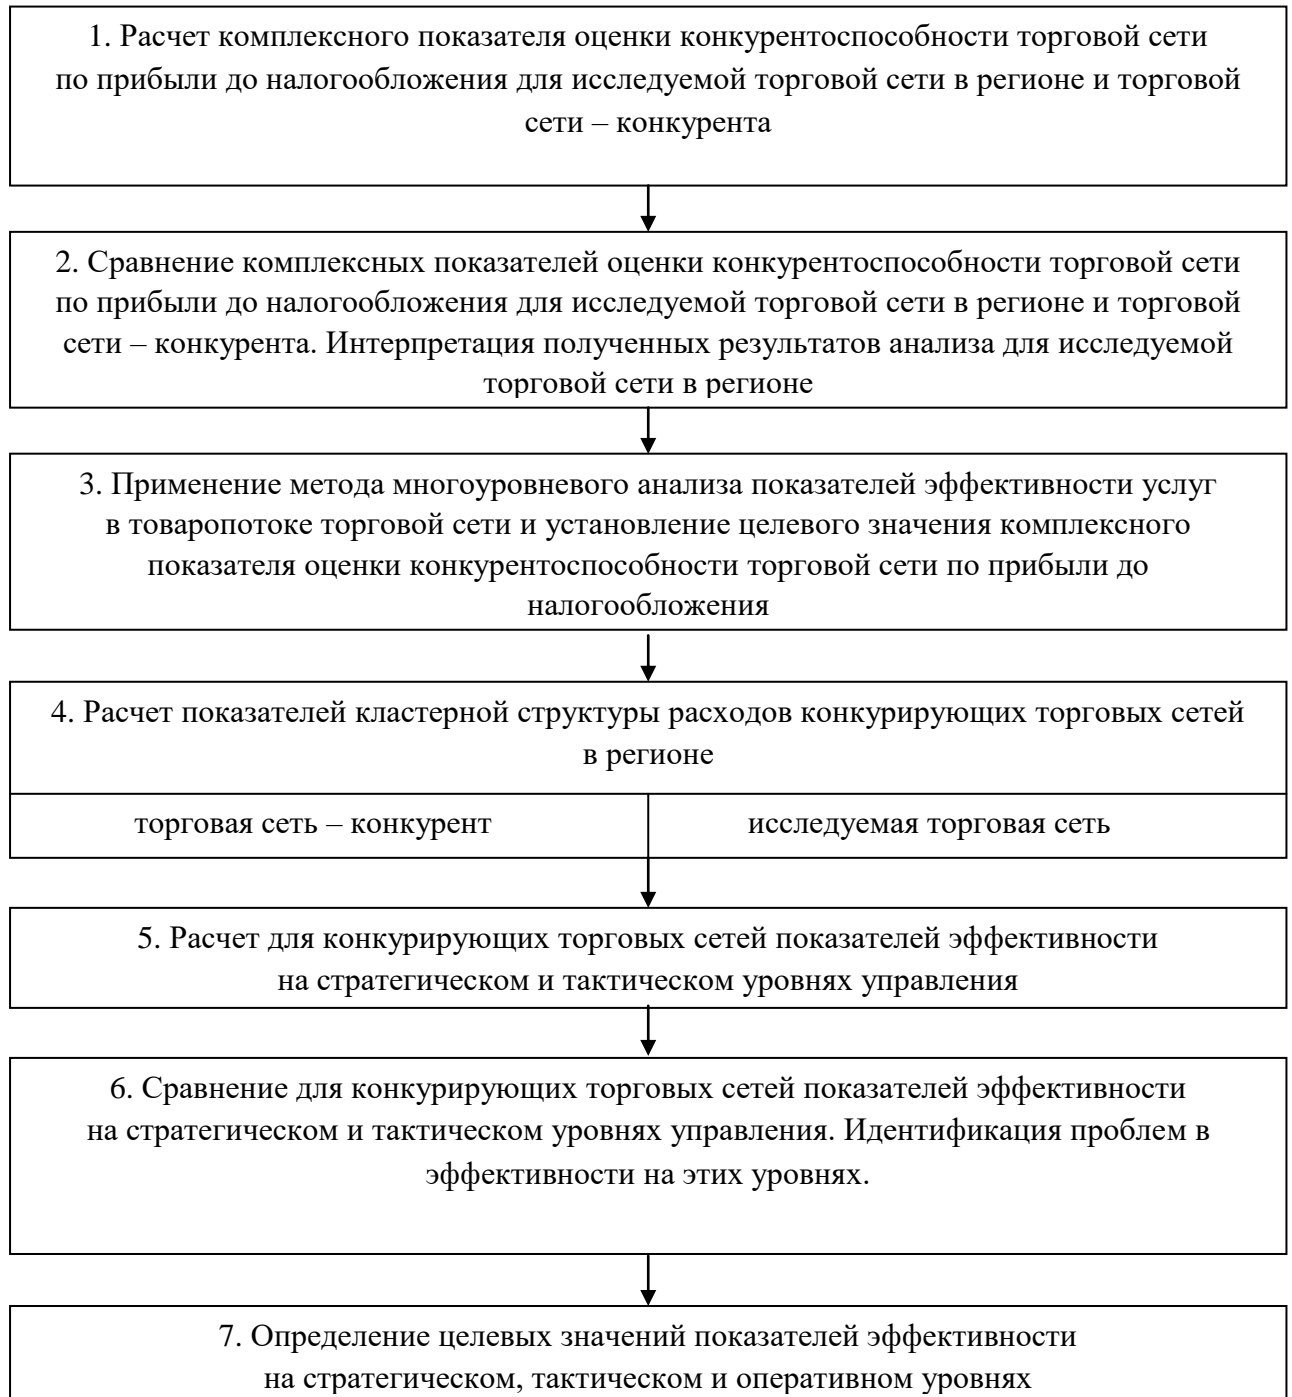 1. Расчет комплексного показателя оценки конкурентоспособности торговой сети
по прибыли до налогообложения для исследуемой торговой сети в регионе и торговой
сети – конкурента
2. Сравнение комплексных показателей оценки конкурентоспособности торговой сети
по прибыли до налогообложения для исследуемой торговой сети в регионе и торговой
сети – конкурента. Интерпретация полученных результатов анализа для исследуемой
торговой сети в регионе
3. Применение метода многоуровневого анализа показателей эффективности услуг
в товаропотоке торговой сети и установление целевого значения комплексного
показателя оценки конкурентоспособности торговой сети по прибыли до
налогообложения
4. Расчет показателей кластерной структуры расходов конкурирующих торговых сетей
в регионе
торговая сеть – конкурент
исследуемая торговая сеть
5. Расчет для конкурирующих торговых сетей показателей эффективности
на стратегическом и тактическом уровнях управления
6. Сравнение для конкурирующих торговых сетей показателей эффективности
на стратегическом и тактическом уровнях управления. Идентификация проблем в
эффективности на этих уровнях.
7. Определение целевых значений показателей эффективности
на стратегическом, тактическом и оперативном уровнях